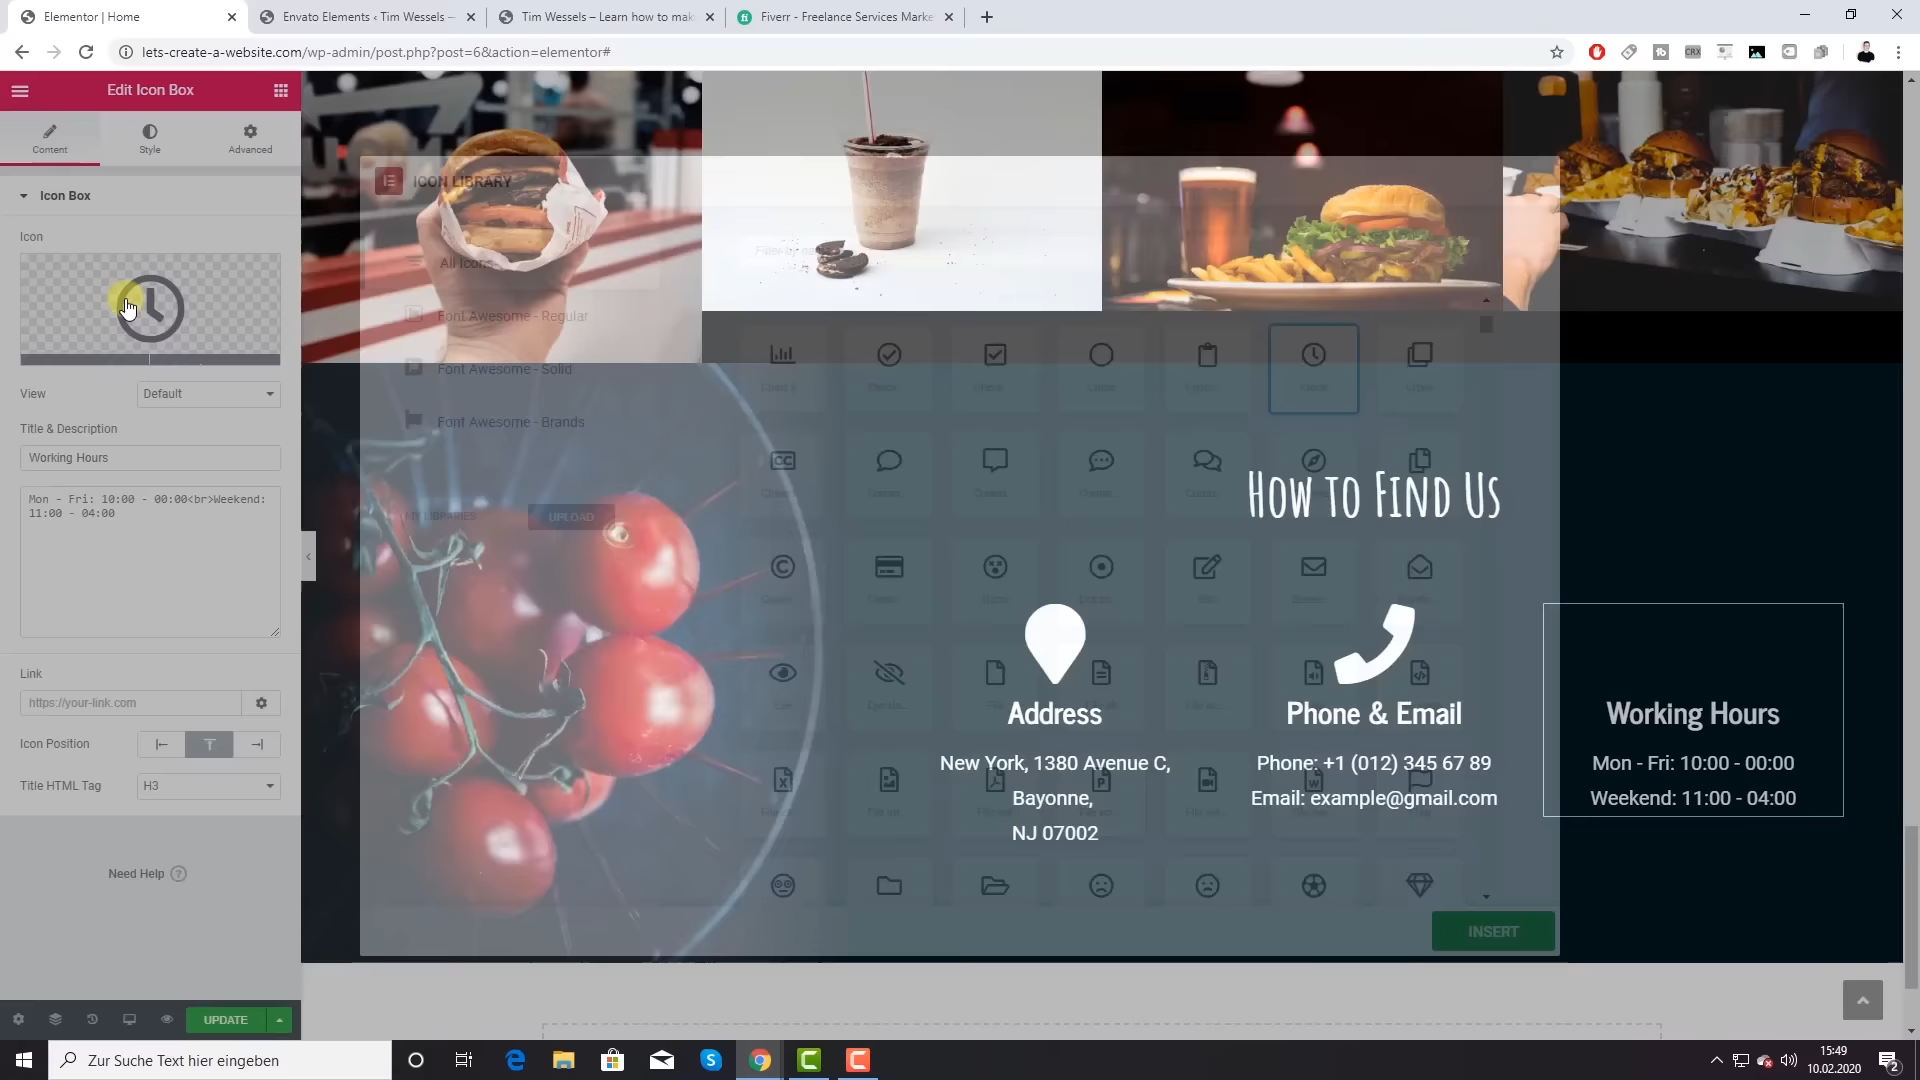 Elementor | Home
Envato Elements ‹ Tim Wessels —
Tim Wessels – Learn how to mak
Fiverr - Freelance Services Marke
lets-create-a-website.com/wp-admin/post.php?post=6&action=elementor#
Edit Icon Box
Content
Style
Advanced
Icon Box
Icon
View
Default
Title & Description
Working Hours
Mon - Fri: 10:00 - 00:00<br>Weekend:
11:00 - 04:00
Link
https://your-link.com
Icon Position
Title HTML Tag
H3
Need Help
UPDATE
ICON LIBRARY
All Icons
Font Awesome - Regular
Font Awesome - Solid
Font Awesome - Brands
MY LIBRARIES
UPLOAD
How to Find Us
Address
New York, 1380 Avenue C,
Bayonne,
NJ 07002
Phone & Email
Phone: +1 (012) 345 67 89
Email: example@gmail.com
Working Hours
Mon - Fri: 10:00 - 00:00
Weekend: 11:00 - 04:00
INSERT
Zur Suche Text hier eingeben
15:49
10.02.2020
2